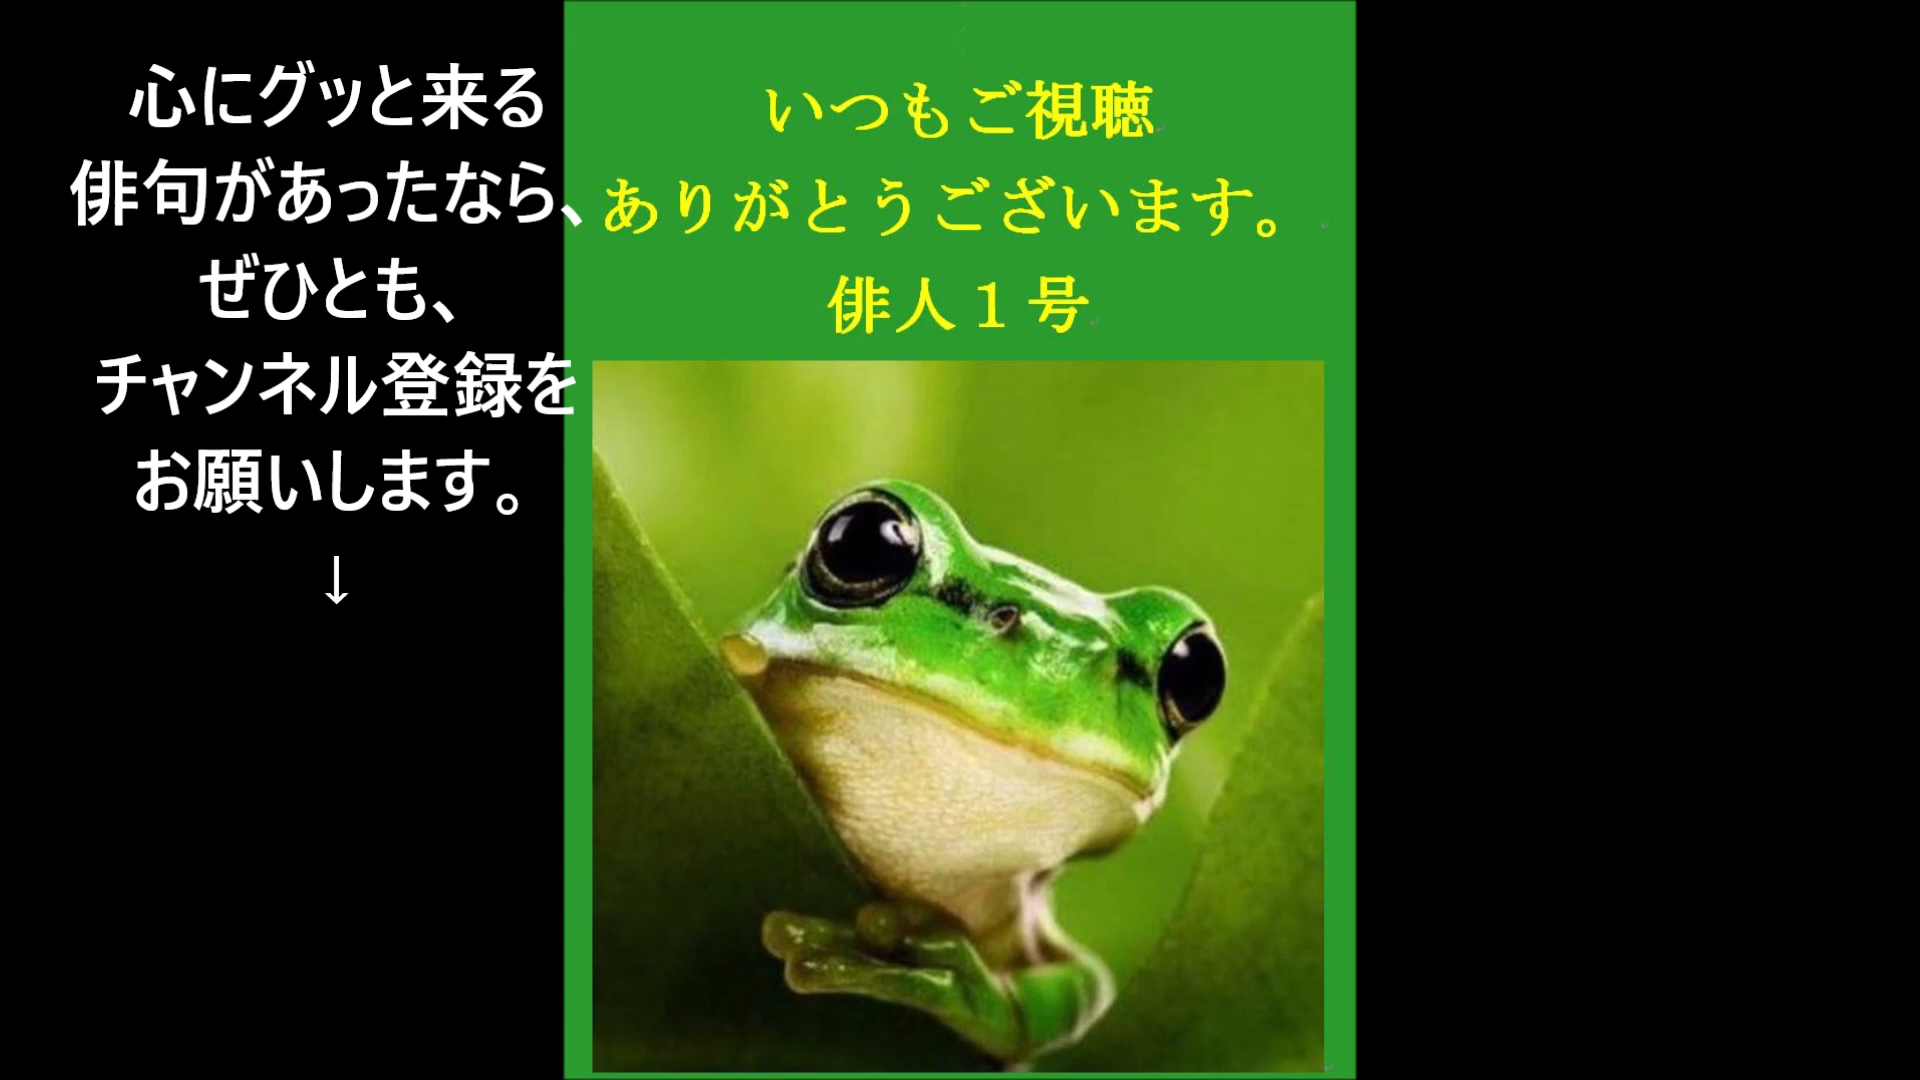 心にグッと来る
俳句があったなら、
ぜひとも、
チャンネル登録を
お願いします。
↓
いつもご視聴
ありがとうございます。
俳人１号